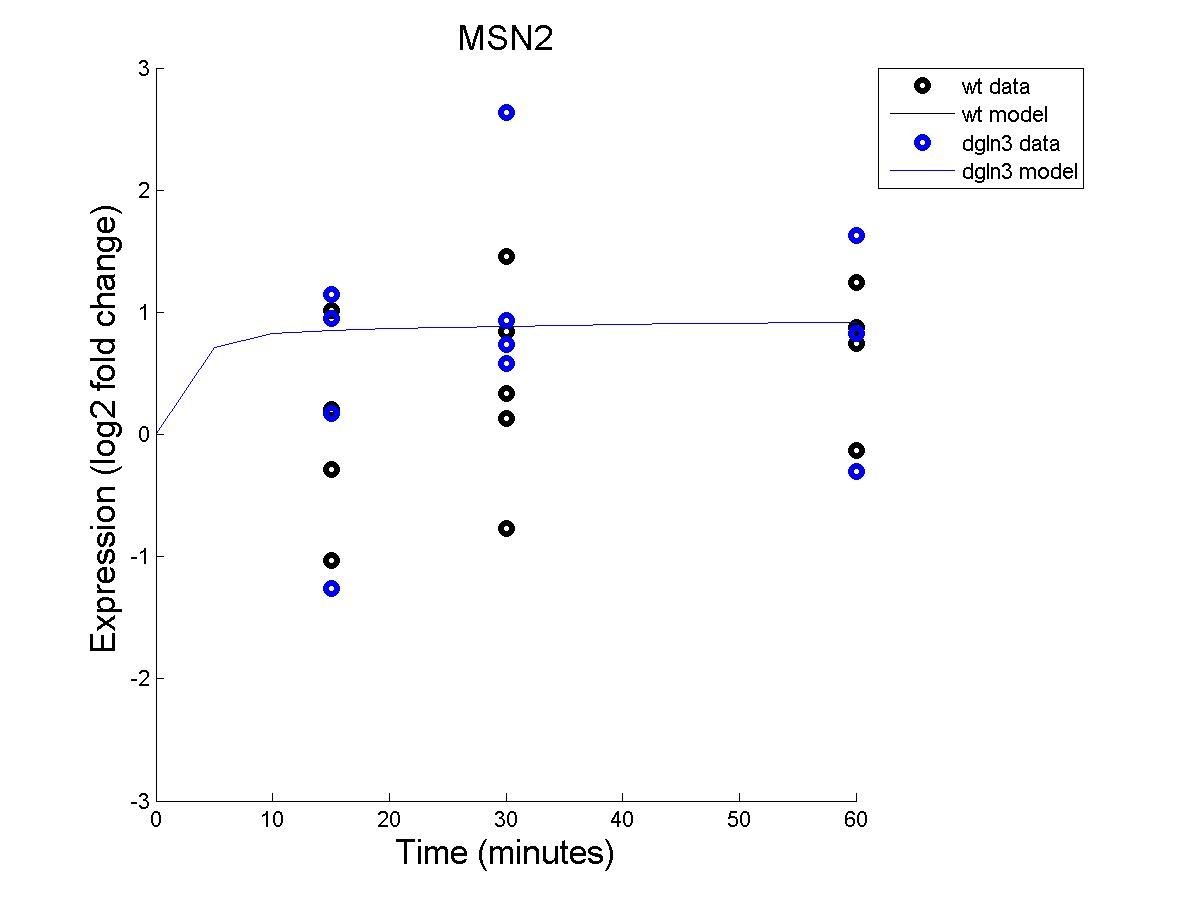 MSN2
3
2
1
0
-1
-2
-3
Expression (log2 fold change)
0 10 20 30 40 50 60
Time (minutes)
wt data
wt model
dgln3 data
dgln3 model